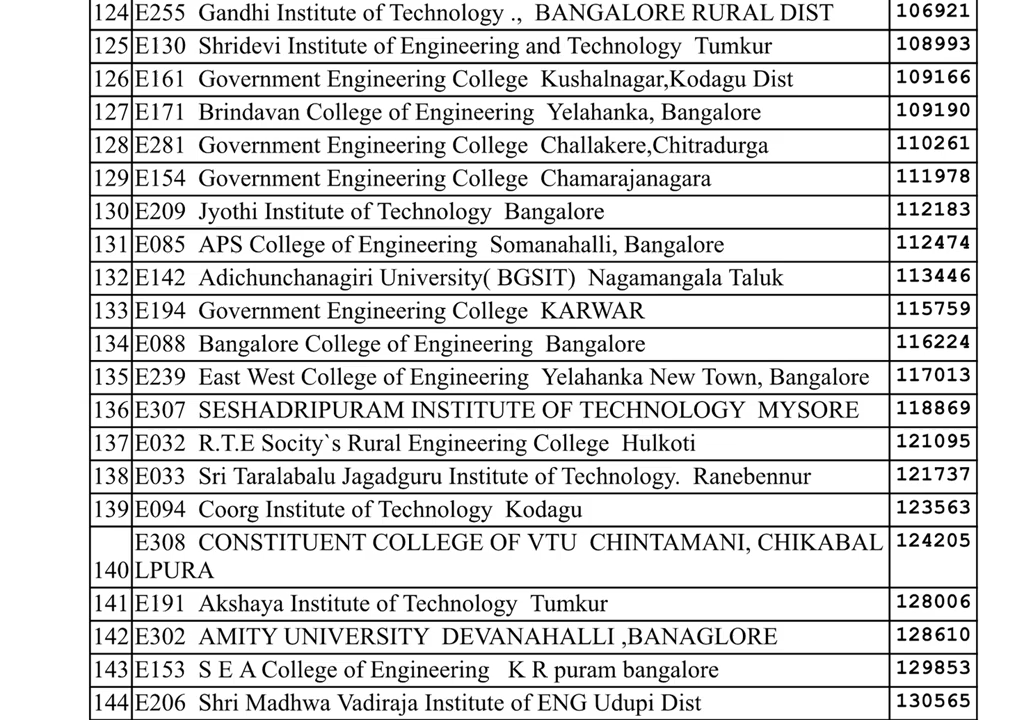 124 E255 Gandhi Institute of Technology ., BANGALORE RURAL DIST 106921
125 E130 Shridevi Institute of Engineering and Technology Tumkur 108993
126 E161 Government Engineering College Kushalnagar,Kodagu Dist 109166
127 E171 Brindavan College of Engineering Yelahanka, Bangalore 109190
128 E281 Government Engineering College Challakere,Chitradurga 110261
129 E154 Government Engineering College Chamarajanagara 111978
130 E209 Jyothi Institute of Technology Bangalore 112183
131 E085 APS College of Engineering Somanahalli, Bangalore 112474
132 E142 Adichunchanagiri University( BGSIT) Nagamangala Taluk 113446
133 E194 Government Engineering College KARWAR 115759
134 E088 Bangalore College of Engineering Bangalore 116224
135 E239 East West College of Engineering Yelahanka New Town, Bangalore 117013
136 E307 SESHADRIPURAM INSTITUTE OF TECHNOLOGY MYSORE 118869
137 E032 R.T.E Socity`s Rural Engineering College Hulkoti 121095
138 E033 Sri Taralabalu Jagadguru Institute of Technology. Ranebennur 121737
139 E094 Coorg Institute of Technology Kodagu 123563
E308 CONSTITUENT COLLEGE OF VTU CHINTAMANI, CHIKABAL 124205
140 LPURA
141 E191 Akshaya Institute of Technology Tumkur 128006
142 E302 AMITY UNIVERSITY DEVANAHALLI ,BANAGLORE 128610
143 E153 S E A College of Engineering K R puram bangalore 129853
144 E206 Shri Madhwa Vadiraja Institute of ENG Udupi Dist 130565